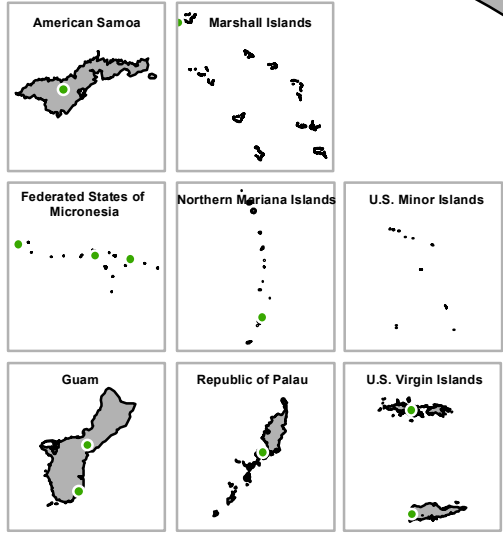 American Samoa
Marshall Islands
Federated States of
Micronesia
Northern Mariana Islands
U.S. Minor Islands
Guam
Republic of Palau
U.S. Virgin Islands